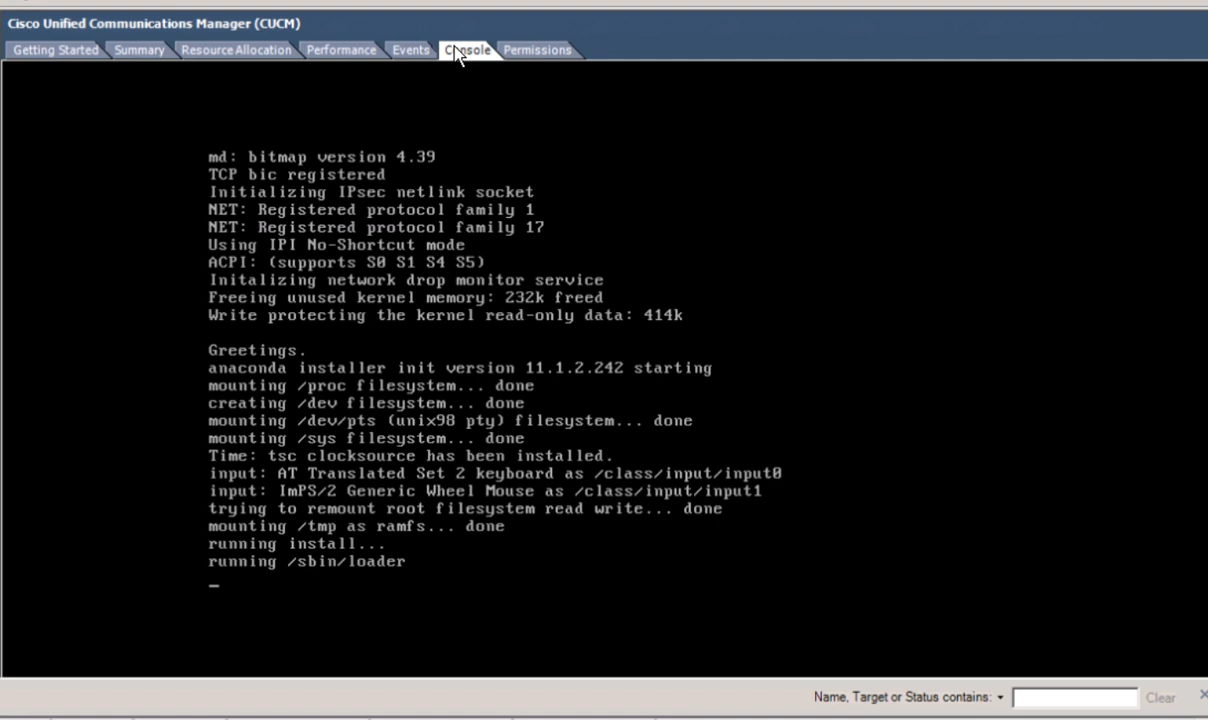 Cisco Unified Communications Manager (CUCM)
Getting Started Summary Resource Allocation Performance Events Console Permissions
md: bitmap version 4.39
TCP bic registered
Initializing IPsec netlink socket
NET: Registered protocol family 1
NET: Registered protocol family 17
Using IPI No-Shortcut mode
ACPI: (supports S0 S1 S4 S5)
Initalizing network drop monitor service
Freeing unused kernel memory: 232k freed
Write protecting the kernel read-only data: 414k
Greetings.
anaconda installer init version 11.1.2.242 starting
mounting /proc filesystem... done
creating /dev filesystem... done
mounting /dev/pts (unix98 pty) filesystem... done
mounting /sys filesystem... done
Time: tsc clocksource has been installed.
input: AT Translated Set 2 keyboard as /class/input/input0
input: ImPS/2 Generic Wheel Mouse as /class/input/input1
trying to remount root filesystem read write... done
mounting /tmp as ramfs... done
running install...
running /sbin/loader
_
Name, Target or Status contains: Clear